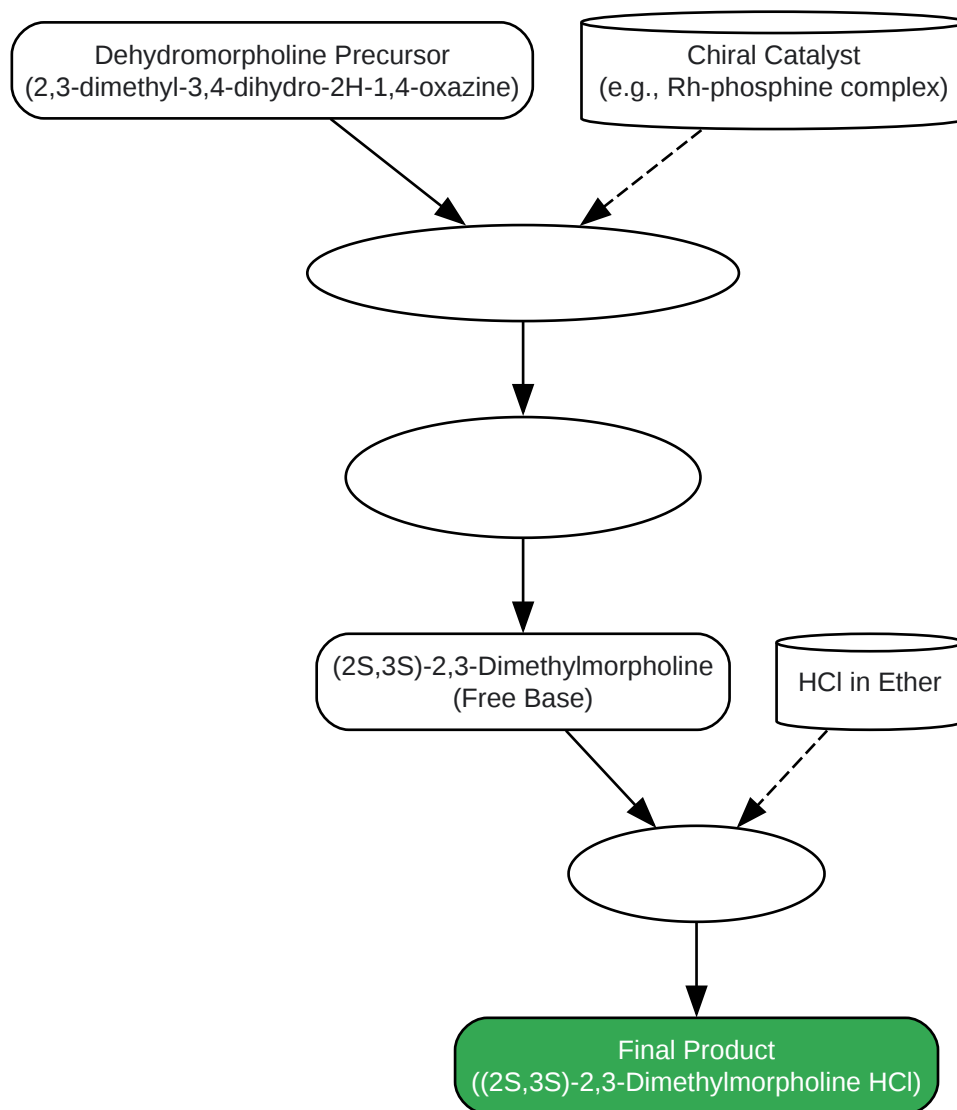 Dehydromorpholine Precursor
(2,3-dimethyl-3,4-dihydro-2H-1,4-oxazine)
Chiral Catalyst
(e.g., Rh-phosphine complex)
(2S,3S)-2,3-Dimethylmorpholine
(Free Base)
HCl in Ether
Final Product
((2S,3S)-2,3-Dimethylmorpholine HCl)